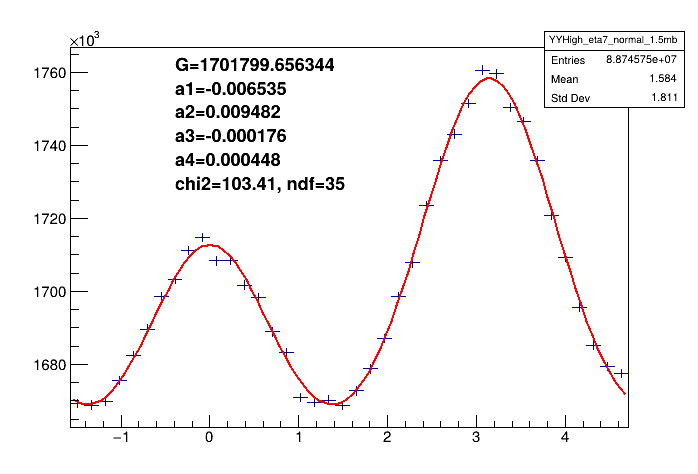 ×10³
YYHigh_eta7_normal_1.5mb
Entries 8.874575e+07
Mean 1.584
Std Dev 1.811
G=1701799.656344
a1=-0.006535
a2=0.009482
a3=-0.000176
a4=0.000448
chi2=103.41, ndf=35
1760
1740
1720
1700
1680
−1 0 1 2 3 4